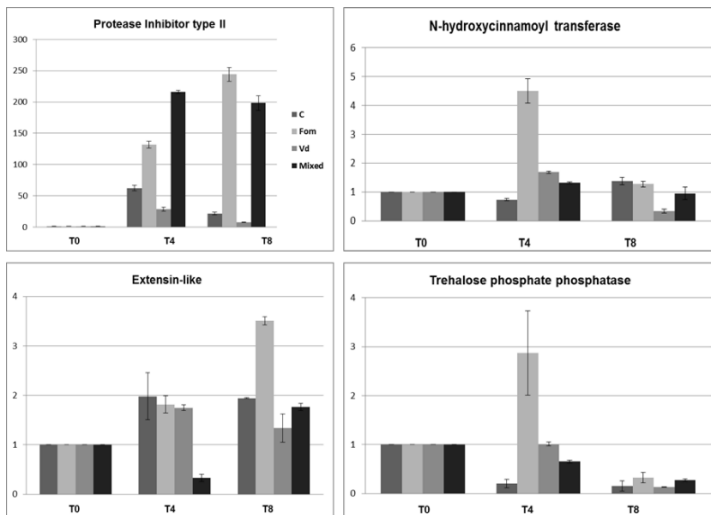 Protease Inhibitor type II
300
250
200
150
100
50
0
T0
T4
T8
C
Fom
Vd
Mixed
N-hydroxycinnamoyl transferase
6
5
4
3
2
1
0
T0
T4
T8
Extensin-like
4
3
2
1
0
T0
T4
T8
Trehalose phosphate phosphatase
4
3
2
1
0
T0
T4
T8